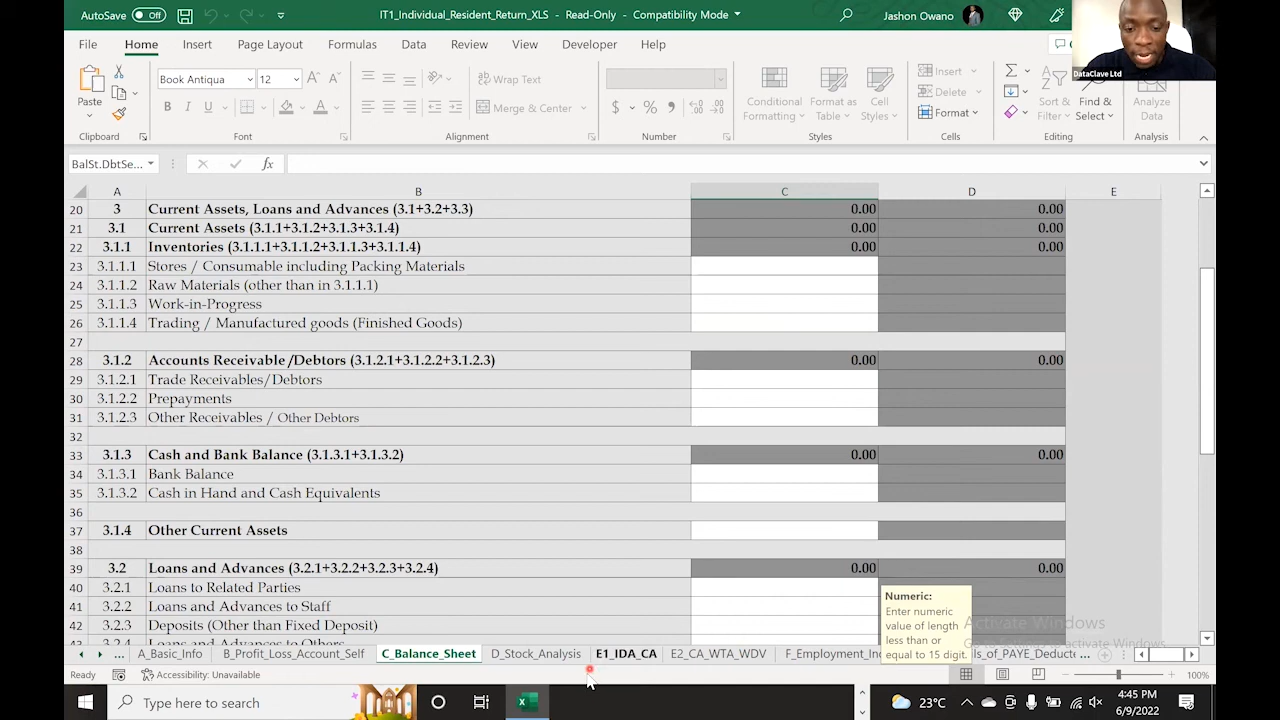 AutoSave Off IT1_Individual_Resident_Return_XLS - Read-Only - Compatibility Mode Jashon Owano
DataClave Ltd
File Home Insert Page Layout Formulas Data Review View Developer Help
Paste
Book Antiqua 12
B I U
Wrap Text
Merge & Center
$ % ,
Conditional Formatting
Format as Table
Cell Styles
Insert
Delete
Format
Sort & Filter
Find & Select
Analyze Data
Clipboard Font Alignment Number Styles Cells Editing Analysis
BalSt.DbtSe... fx
A B C D E
20 3 Current Assets, Loans and Advances (3.1+3.2+3.3) 0.00 0.00
21 3.1 Current Assets (3.1.1+3.1.2+3.1.3+3.1.4) 0.00 0.00
22 3.1.1 Inventories (3.1.1.1+3.1.1.2+3.1.1.3+3.1.1.4) 0.00 0.00
23 3.1.1.1 Stores / Consumable including Packing Materials
24 3.1.1.2 Raw Materials (other than in 3.1.1.1)
25 3.1.1.3 Work-in-Progress
26 3.1.1.4 Trading / Manufactured goods (Finished Goods)
27
28 3.1.2 Accounts Receivable /Debtors (3.1.2.1+3.1.2.2+3.1.2.3) 0.00 0.00
29 3.1.2.1 Trade Receivables/Debtors
30 3.1.2.2 Prepayments
31 3.1.2.3 Other Receivables / Other Debtors
32
33 3.1.3 Cash and Bank Balance (3.1.3.1+3.1.3.2) 0.00 0.00
34 3.1.3.1 Bank Balance
35 3.1.3.2 Cash in Hand and Cash Equivalents
36
37 3.1.4 Other Current Assets
38
39 3.2 Loans and Advances (3.2.1+3.2.2+3.2.3+3.2.4) 0.00 0.00
40 3.2.1 Loans to Related Parties
41 3.2.2 Loans and Advances to Staff
42 3.2.3 Deposits (Other than Fixed Deposit)
43 3.2.4 Loans and Advances to Others
Numeric:
Enter numeric
value of length
less than or
equal to 15 digit.
Activate Windows
Go to Settings to activate Windows.
... A_Basic_Info B_Profit_Loss_Account_Self C_Balance_Sheet D_Stock_Analysis E1_IDA_CA E2_CA_WTA_WDV F_Employment_Inc ls_of_PAYE_Deducte ...
Ready Accessibility: Unavailable 100%
Type here to search 23°C 4:45 PM
6/9/2022